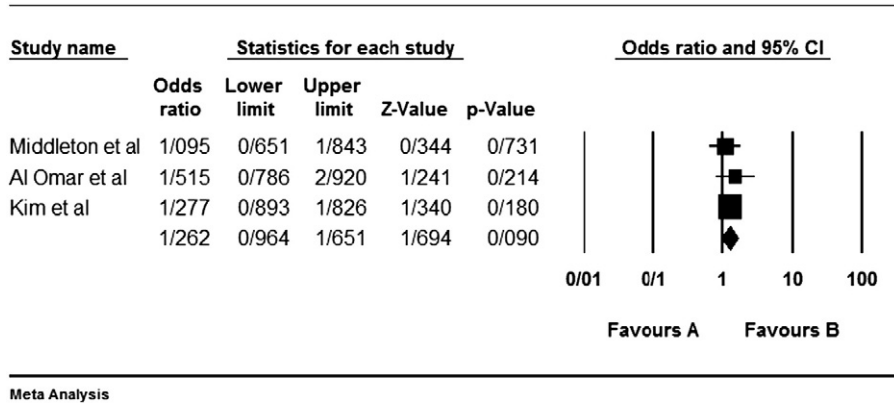 Study name Statistics for each study Odds ratio and 95% CI
Odds Lower Upper
ratio limit limit Z-Value p-Value
Middleton et al 1/095 0/651 1/843 0/344 0/731
Al Omar et al 1/515 0/786 2/920 1/241 0/214
Kim et al 1/277 0/893 1/826 1/340 0/180
1/262 0/964 1/651 1/694 0/090
0/01 0/1 1 10 100
Favours A Favours B
Meta Analysis